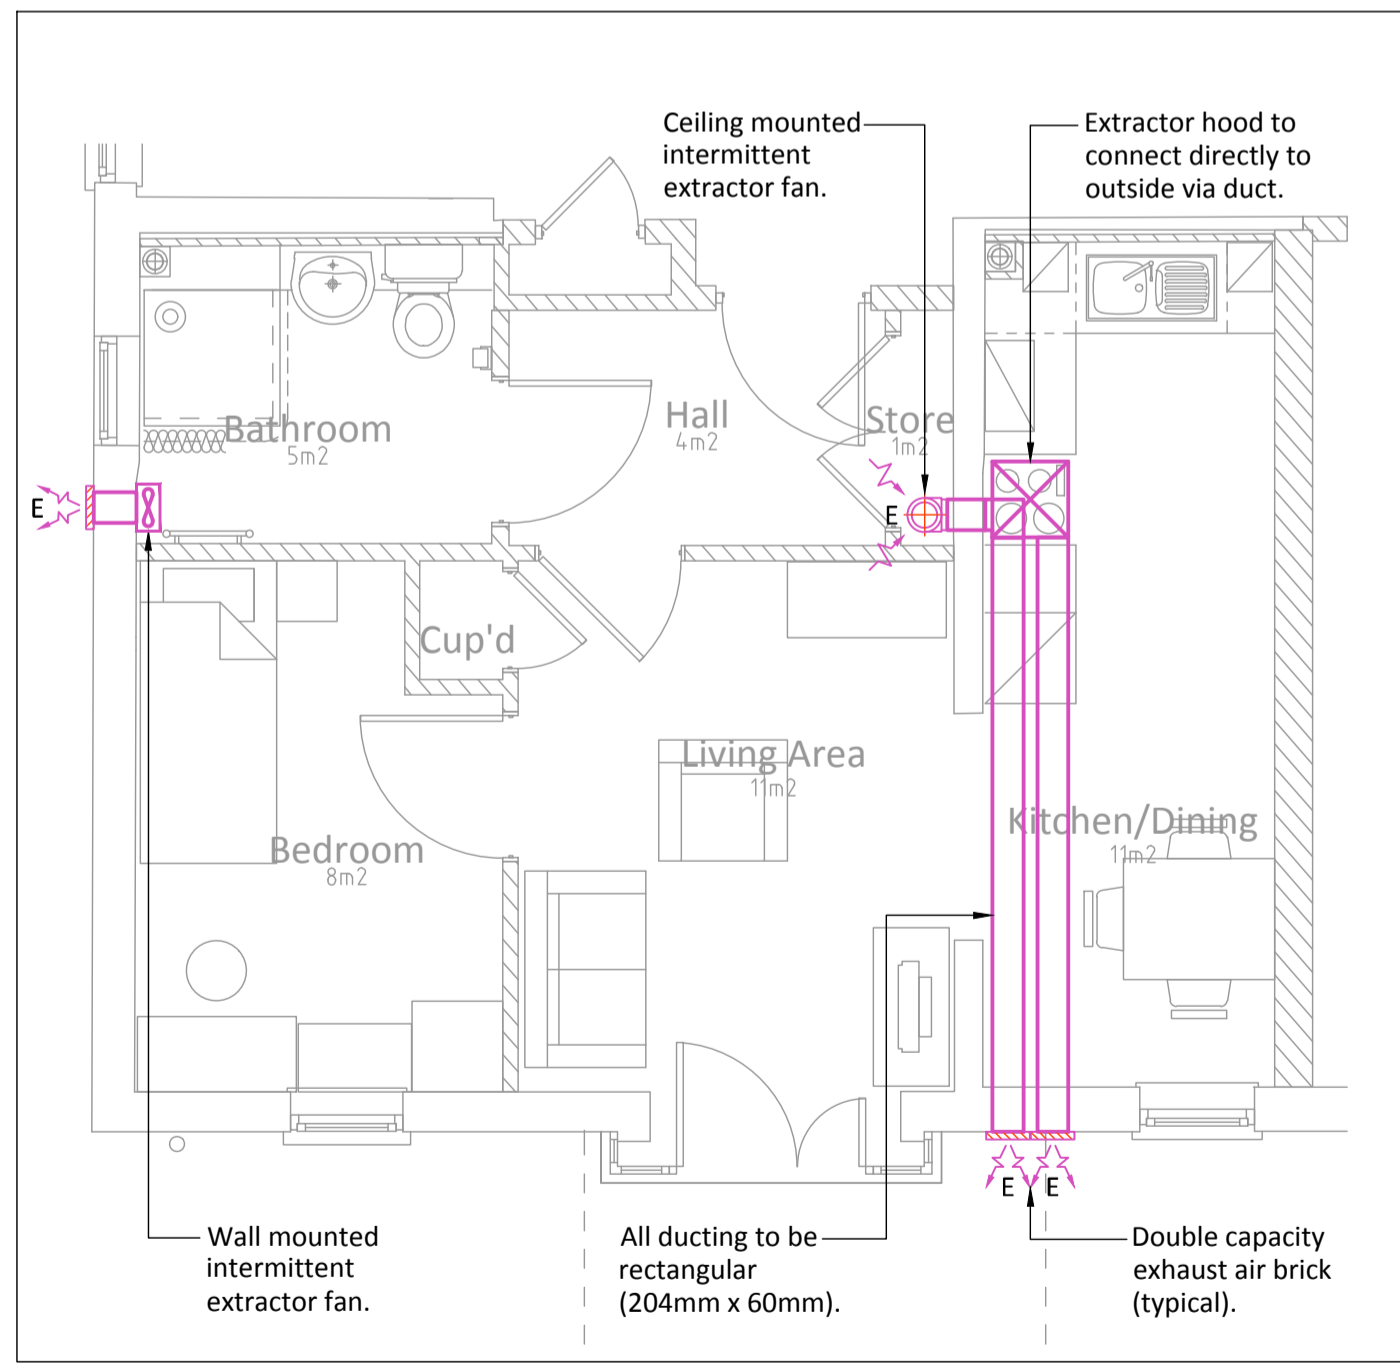 Ceiling mounted
intermittent
extractor fan.
Extractor hood to
connect directly to
outside via duct.
Bathroom
5m2
Hall
4m2
Store
1m2
E
E
Cup'd
Living Area
11m2
Kitchen/Dining
11m2
Bedroom
8m2
E
E
Wall mounted
intermittent
extractor fan.
All ducting to be
rectangular
(204mm x 60mm).
Double capacity
exhaust air brick
(typical).